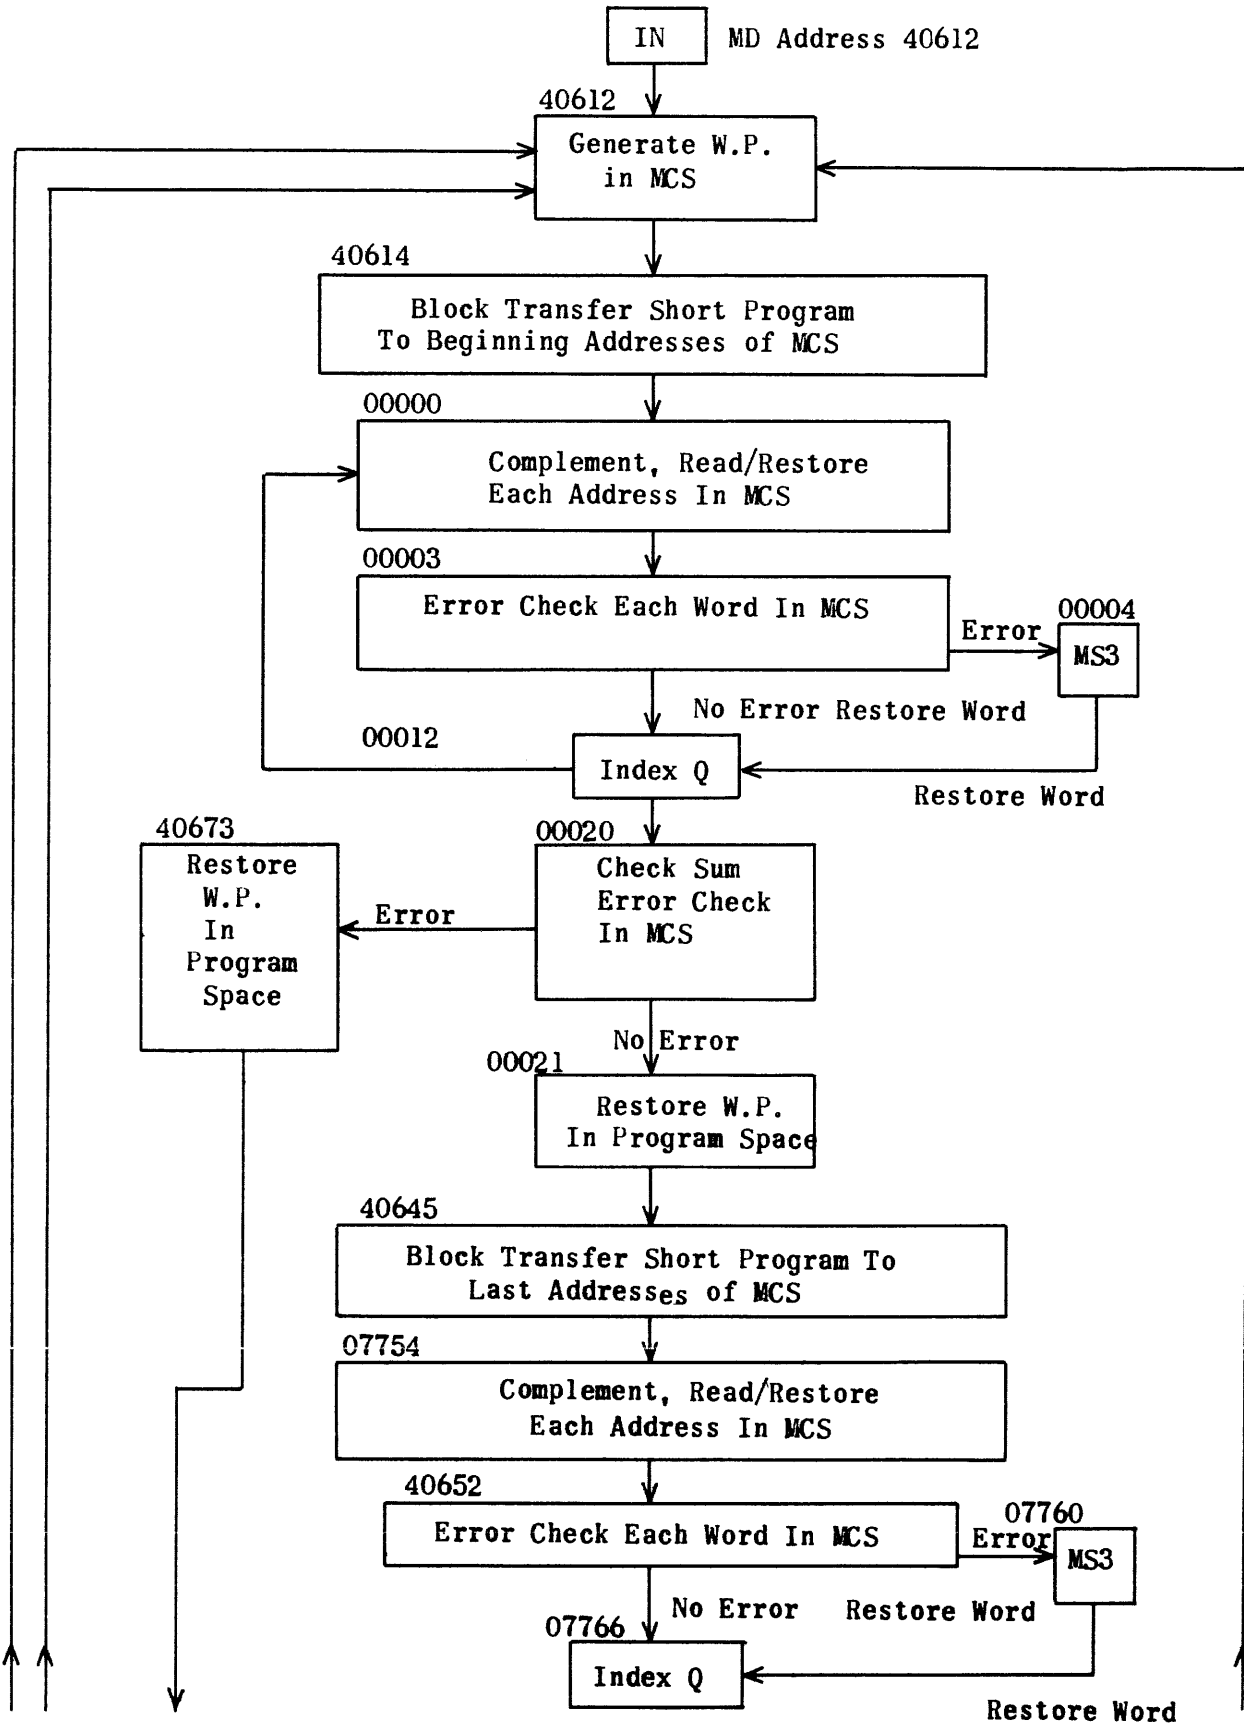 IN MD Address 40612
40612
Generate W.P.
in MCS
40614
Block Transfer Short Program
To Beginning Addresses of MCS
00000
Complement, Read/Restore
Each Address In MCS
00003
Error Check Each Word In MCS
00004
Error
MS3
No Error Restore Word
00012
Index Q
Restore Word
40673
Restore
W.P.
In
Program
Space
00020
Check Sum
Error Check
In MCS
Error
No Error
00021
Restore W.P.
In Program Space
40645
Block Transfer Short Program To
Last Addresses of MCS
07754
Complement, Read/Restore
Each Address In MCS
40652
Error Check Each Word In MCS
07760
Error
MS3
No Error Restore Word
07766
Index Q
Restore Word